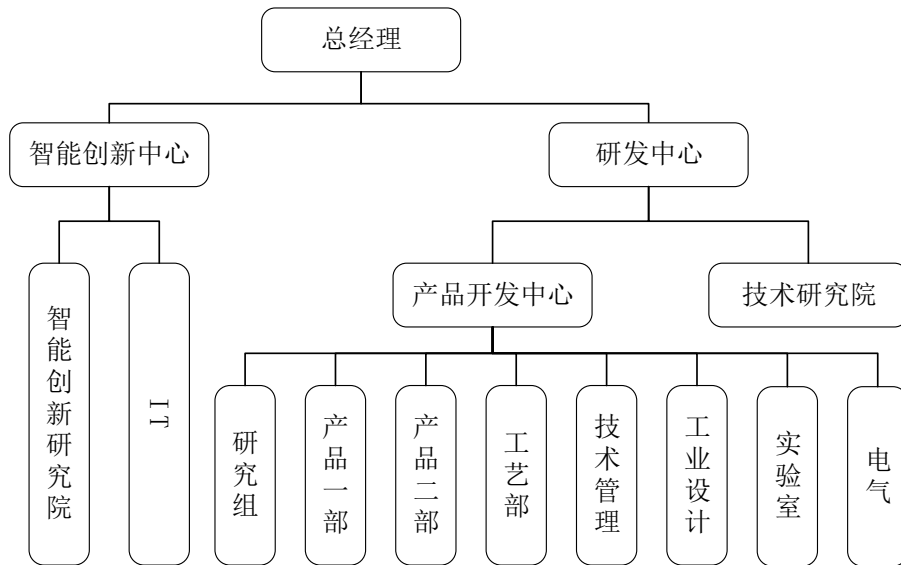 总经理
智能创新中心
研发中心
产品开发中心
技术研究院
智能创新研究院
IT
研究组
产品一部
产品二部
工艺部
技术管理
工业设计
实验室
电气